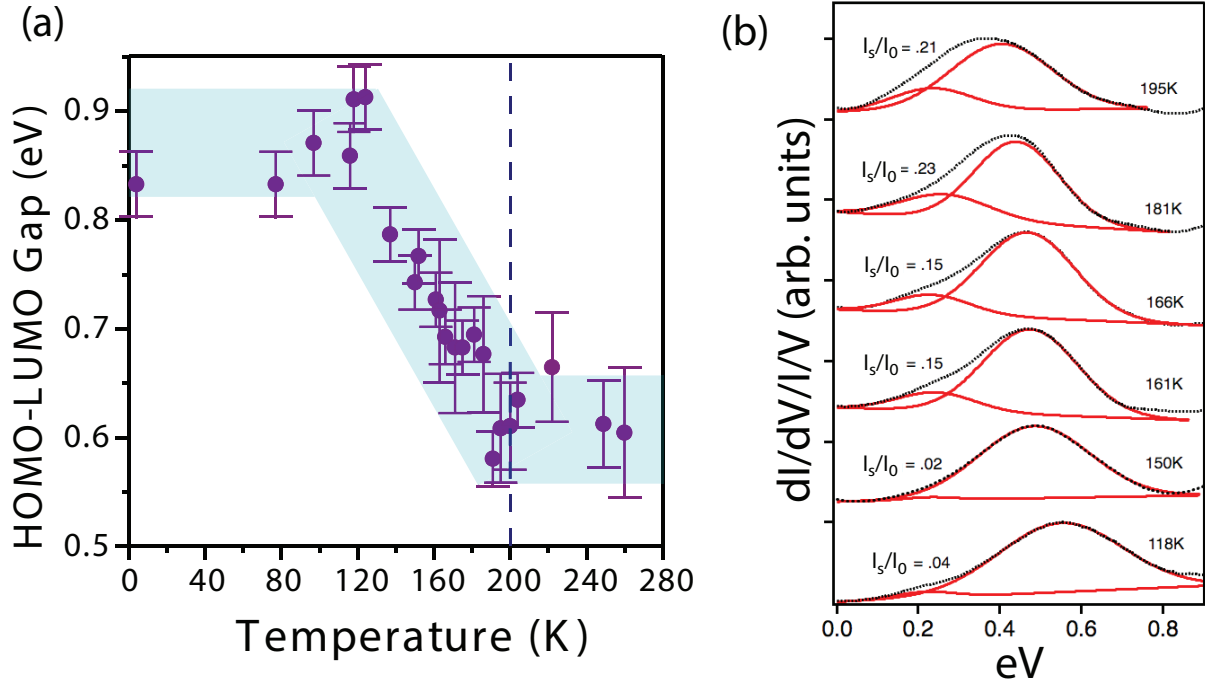 (a)
HOMO-LUMO Gap (eV)
0.9
0.8
0.7
0.6
0.5
0 40 80 120 160 200 240 280
Temperature (K)
(b)
dI/dV/I/V (arb. units)
Is/I0 = .21
195K
Is/I0 = .23
181K
Is/I0 = .15
166K
Is/I0 = .15
161K
Is/I0 = .02
150K
Is/I0 = .04
118K
0.0 0.2 0.4 0.6 0.8
eV